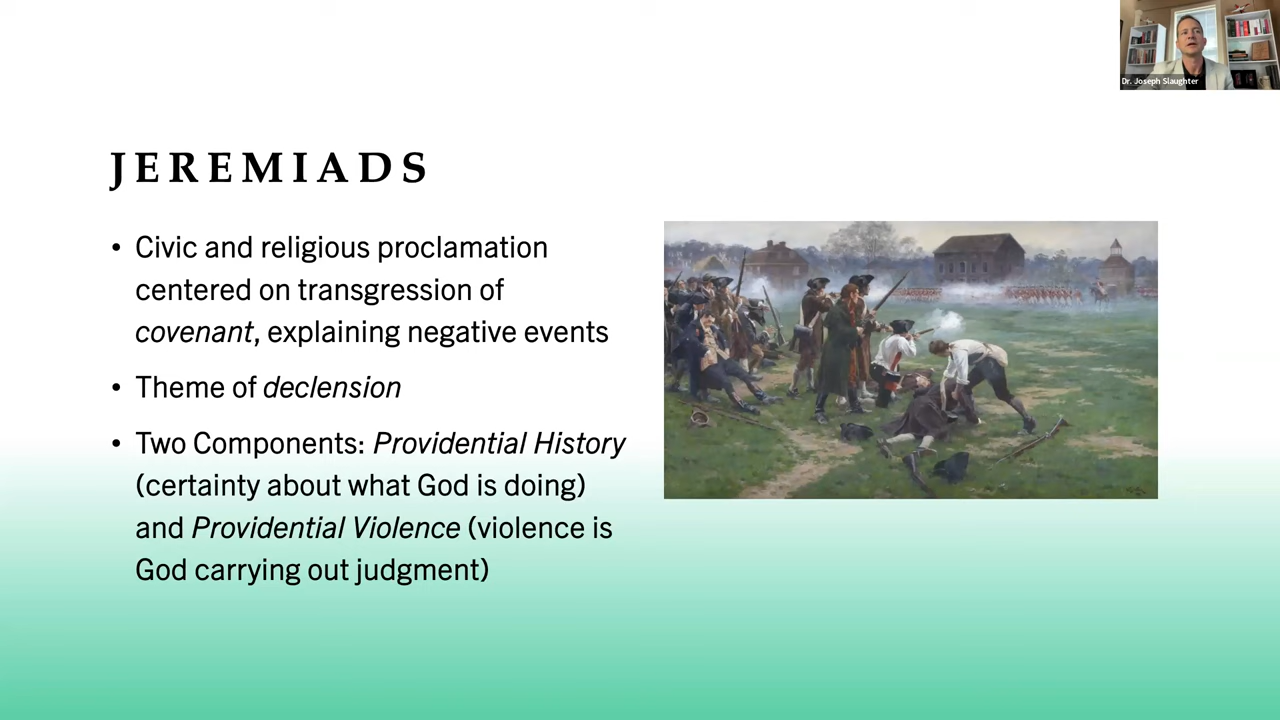 Dr. Joseph Slaughter
JEREMIADS
• Civic and religious proclamation
centered on transgression of
covenant, explaining negative events
• Theme of declension
• Two Components: Providential History
(certainty about what God is doing)
and Providential Violence (violence is
God carrying out judgment)